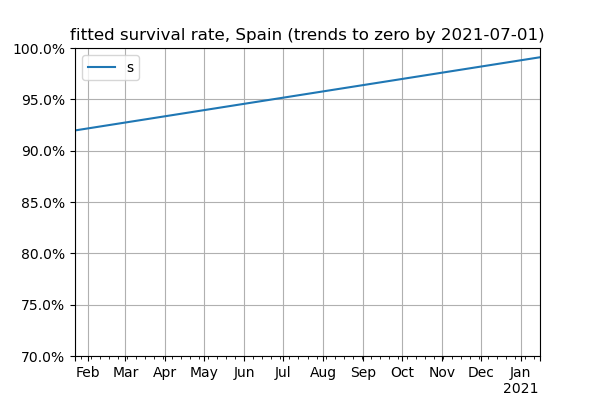 fitted survival rate, Spain (trends to zero by 2021-07-01)
100.0%
s
95.0%
90.0%
85.0%
80.0%
75.0%
70.0%
Feb Mar Apr May Jun Jul Aug Sep Oct Nov Dec Jan
2021